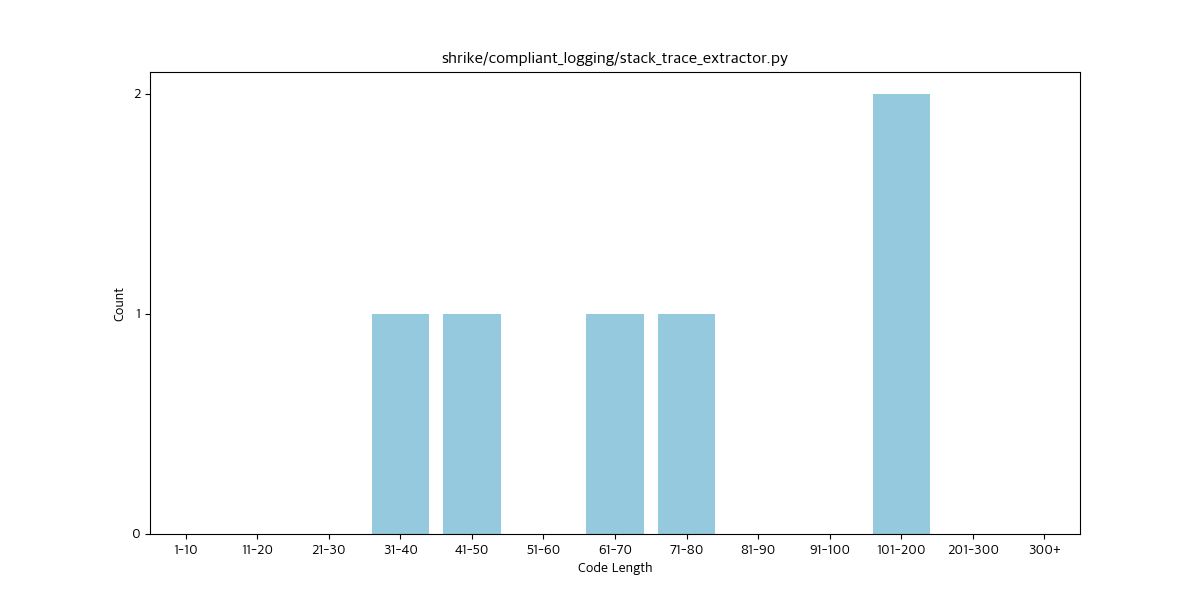 shrike/compliant_logging/stack_trace_extractor.py
2
1
0
Count
1-10 11-20 21-30 31-40 41-50 51-60 61-70 71-80 81-90 91-100 101-200 201-300 300+
Code Length